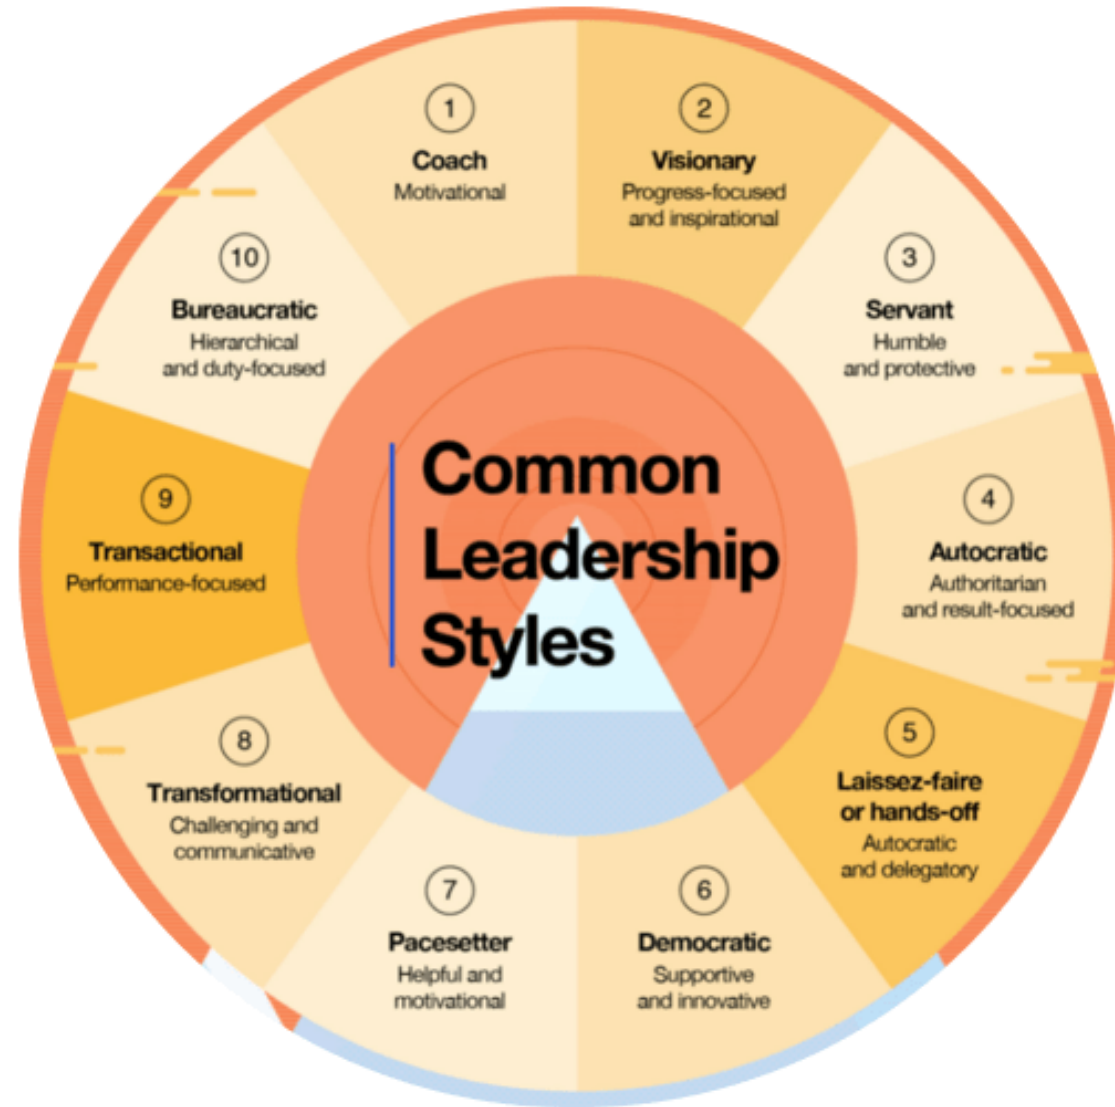 Common
Leadership
Styles
1
Coach
Motivational
2
Visionary
Progress-focused
and inspirational
3
Servant
Humble
and protective
4
Autocratic
Authoritarian
and result-focused
5
Laissez-faire
or hands-off
Autocratic
and delegatory
6
Democratic
Supportive
and innovative
7
Pacesetter
Helpful and
motivational
8
Transformational
Challenging and
communicative
9
Transactional
Performance-focused
10
Bureaucratic
Hierarchical
and duty-focused